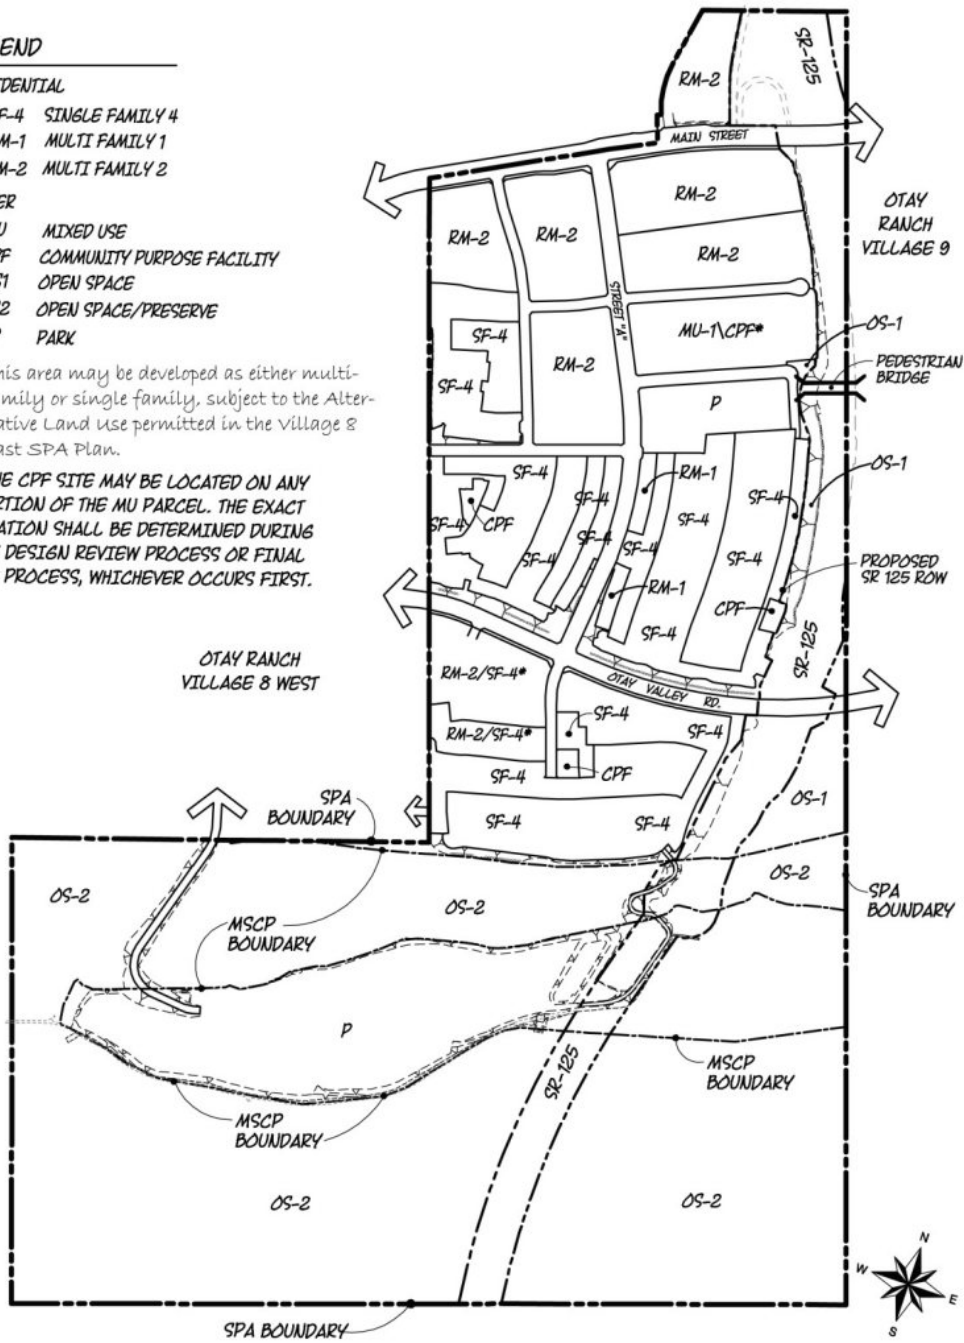 END
DENTIAL
F-4 SINGLE FAMILY 4
M-1 MULTI FAMILY 1
M-2 MULTI FAMILY 2
ER
U MIXED USE
PF COMMUNITY PURPOSE FACILITY
S1 OPEN SPACE
S2 OPEN SPACE/PRESERVE
P PARK
his area may be developed as either multi-
mily or single family, subject to the Alter-
ative Land Use permitted in the Village 8
ast SPA Plan.
HE CPF SITE MAY BE LOCATED ON ANY
RTION OF THE MU PARCEL. THE EXACT
ATION SHALL BE DETERMINED DURING
E DESIGN REVIEW PROCESS OR FINAL
PROCESS, WHICHEVER OCCURS FIRST.
SR-125
RM-2
MAIN STREET
RM-2
OTAY
RANCH
VILLAGE 9
RM-2
RM-2
RM-2
STREET "A"
MU-1\CPF*
OS-1
SF-4
RM-2
PEDESTRIAN
BRIDGE
SF-4
P
SF-4
RM-1
OS-1
SF-4
SF-4
SF-4
SF-4
CPF
SF-4
SF-4
SF-4
SF-4
SF-4
PROPOSED
SR 125 ROW
RM-1
CPF
SF-4
SR-125
OTAY RANCH
VILLAGE 8 WEST
RM-2/SF-4*
OTAY VALLEY RD.
SF-4
RM-2/SF-4*
SF-4
SF-4
CPF
SPA
BOUNDARY
OS-1
SF-4
SF-4
OS-2
OS-2
OS-2
SPA
BOUNDARY
MSCP
BOUNDARY
P
SR-125
MSCP
BOUNDARY
MSCP
BOUNDARY
OS-2
OS-2
N
W
E
S
SPA BOUNDARY